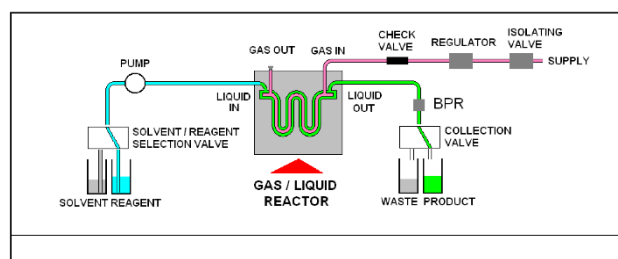 GAS OUT
GAS IN
CHECK
VALVE
REGULATOR
ISOLATING
VALVE
SUPPLY
PUMP
LIQUID
IN
LIQUID
OUT
BPR
SOLVENT / REAGENT
SELECTION VALVE
COLLECTION
VALVE
GAS / LIQUID
REACTOR
SOLVENT REAGENT
WASTE PRODUCT